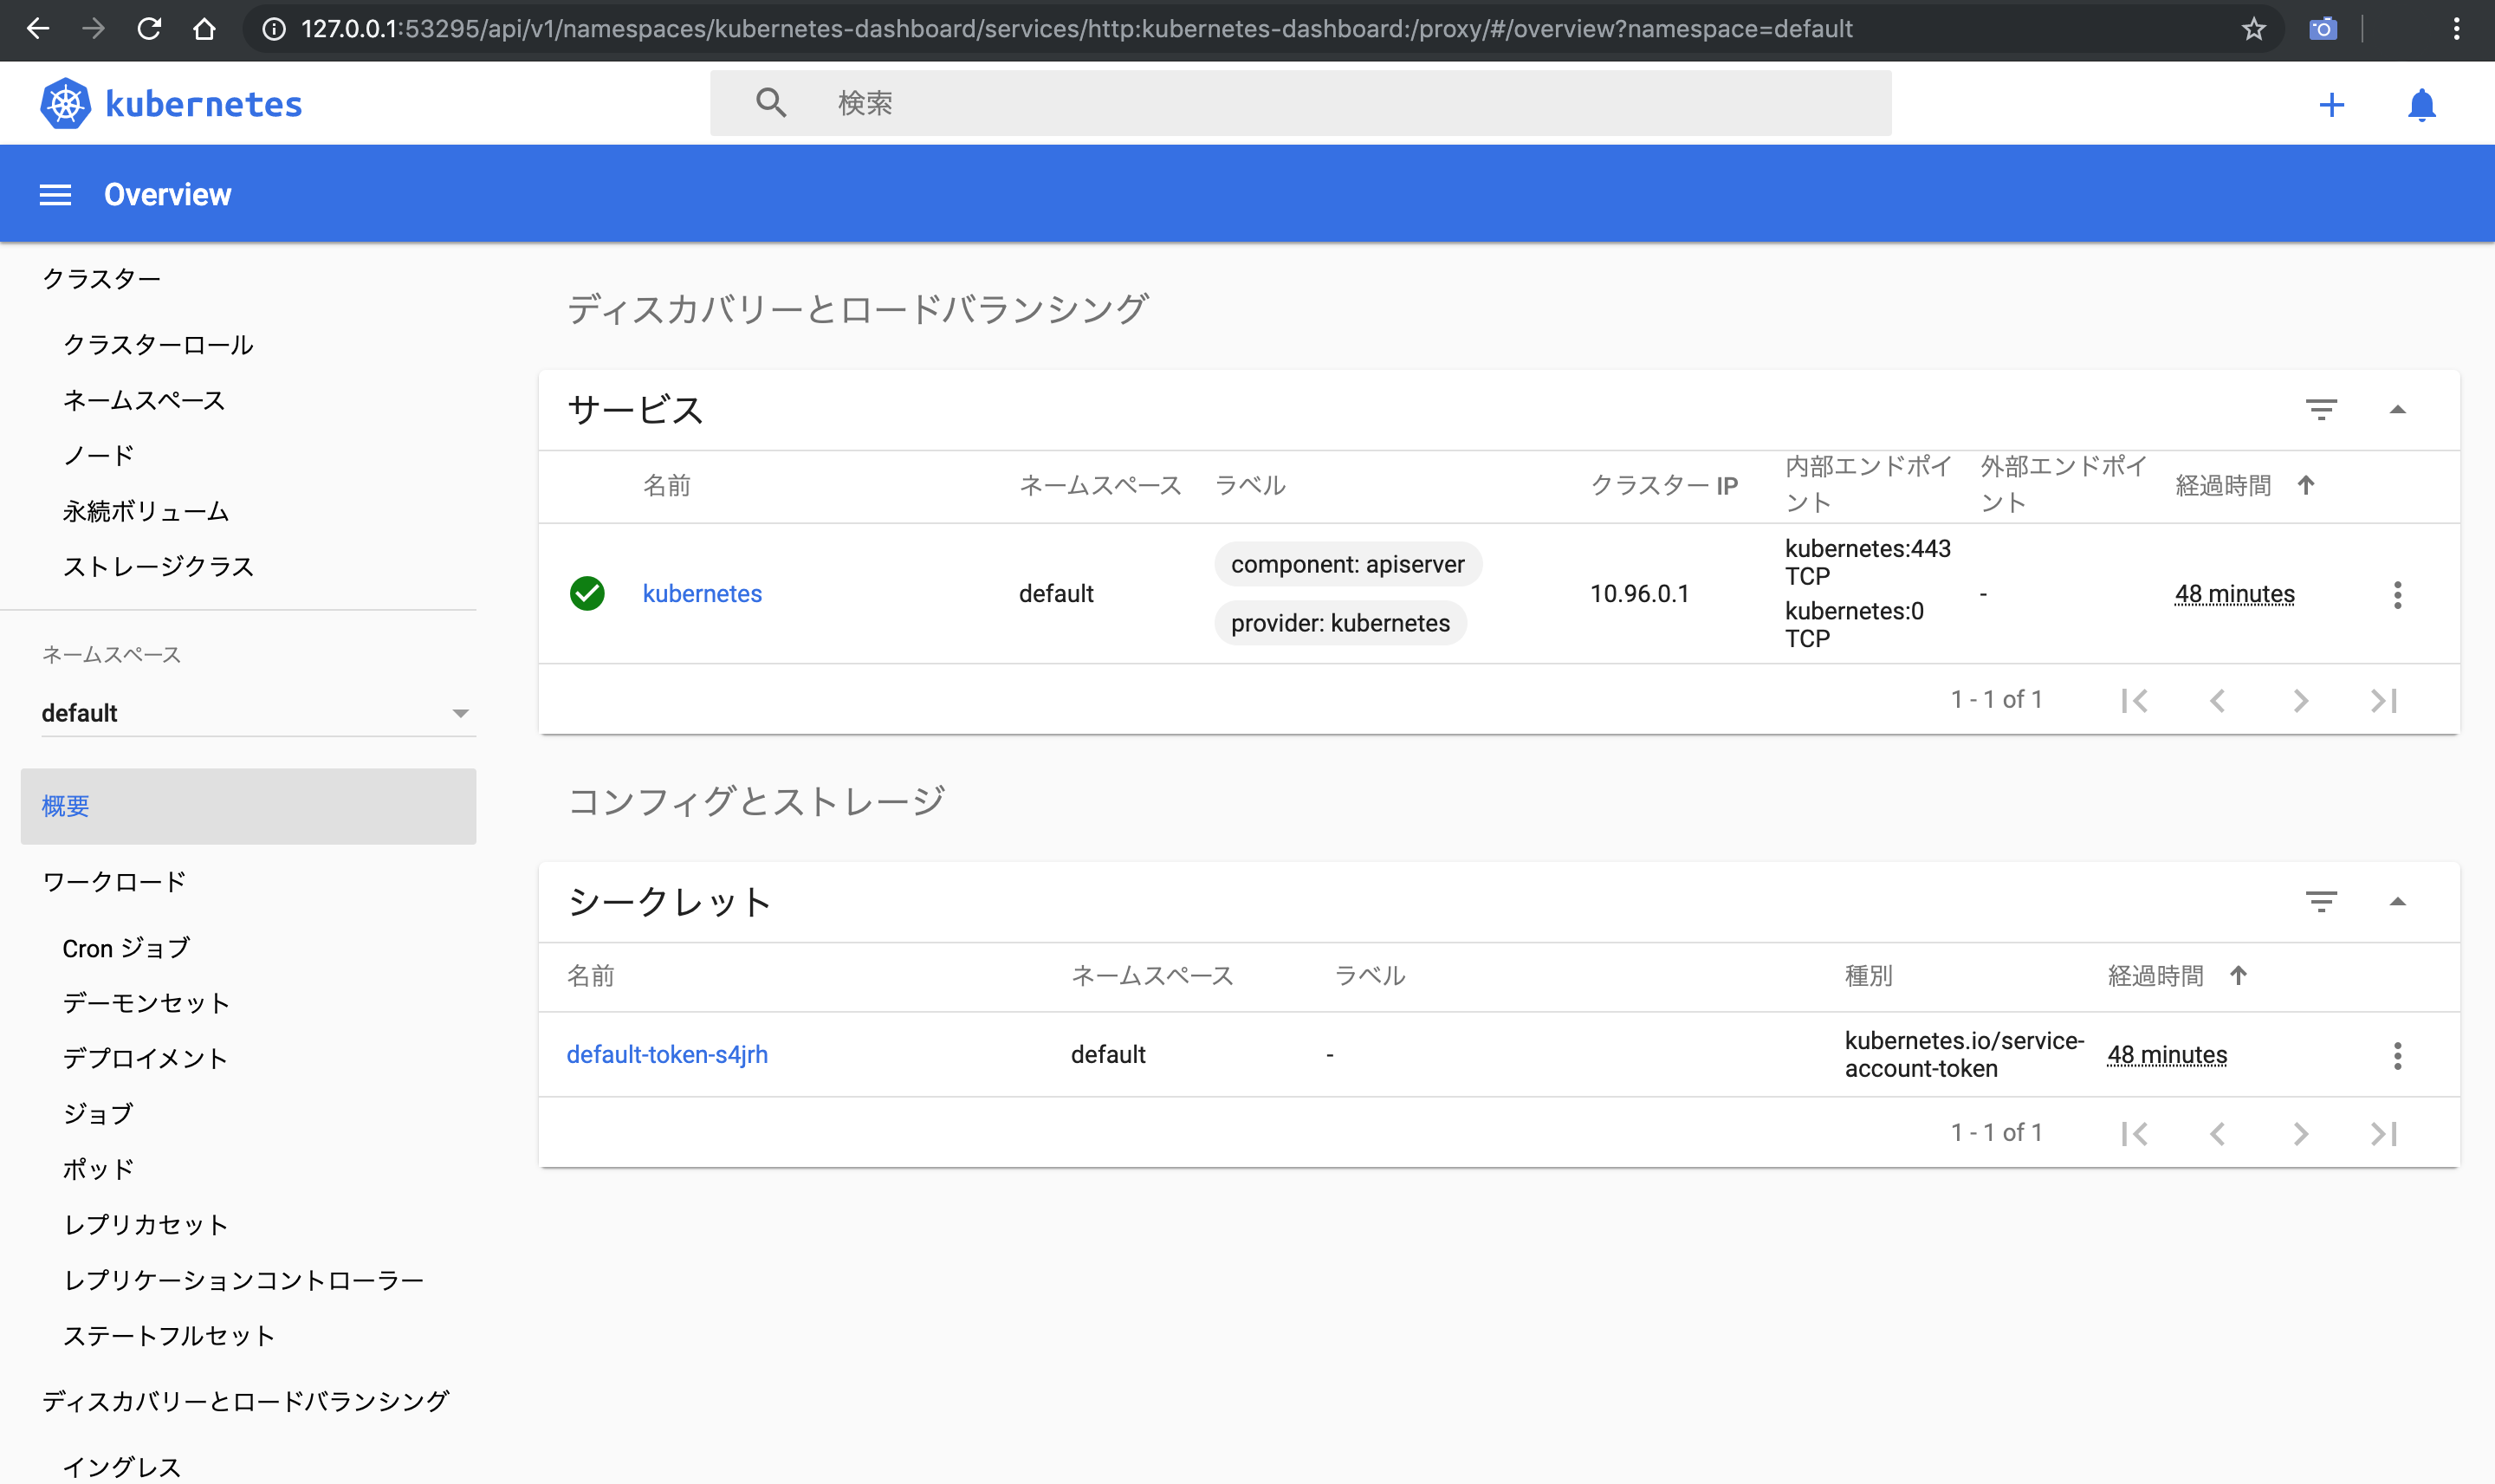 127.0.0.1:53295/api/v1/namespaces/kubernetes-dashboard/services/http:kubernetes-dashboard:/proxy/#/overview?namespace=default
kubernetes
検索
Overview
クラスター
クラスターロール
ネームスペース
ノード
永続ボリューム
ストレージクラス
ネームスペース
default
概要
ワークロード
Cron ジョブ
デーモンセット
デプロイメント
ジョブ
ポッド
レプリカセット
レプリケーションコントローラー
ステートフルセット
ディスカバリーとロードバランシング
イングレス
ディスカバリーとロードバランシング
サービス
名前 ネームスペース ラベル クラスター IP 内部エンドポイント 外部エンドポイント 経過時間
kubernetes default component: apiserver provider: kubernetes 10.96.0.1 kubernetes:443 TCP kubernetes:0 TCP - 48 minutes
1 - 1 of 1
コンフィグとストレージ
シークレット
名前 ネームスペース ラベル 種別 経過時間
default-token-s4jrh default - kubernetes.io/service-account-token 48 minutes
1 - 1 of 1